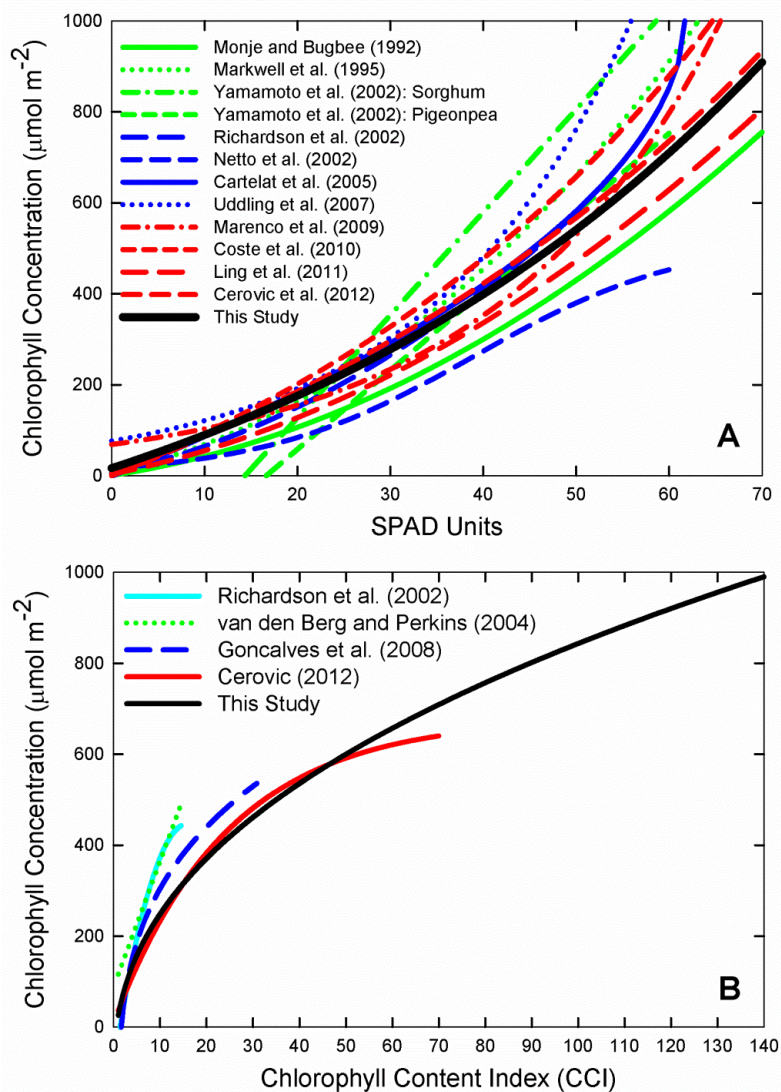 1000
800
600
400
200
0
Chlorophyll Concentration (μmol m-2)
Monje and Bugbee (1992)
Markwell et al. (1995)
Yamamoto et al. (2002): Sorghum
Yamamoto et al. (2002): Pigeonpea
Richardson et al. (2002)
Netto et al. (2002)
Cartelat et al. (2005)
Uddling et al. (2007)
Marenco et al. (2009)
Coste et al. (2010)
Ling et al. (2011)
Cerovic et al. (2012)
This Study
A
0 10 20 30 40 50 60 70
SPAD Units
1000
800
600
400
200
0
Chlorophyll Concentration (μmol m-2)
Richardson et al. (2002)
van den Berg and Perkins (2004)
Goncalves et al. (2008)
Cerovic (2012)
This Study
B
0 10 20 30 40 50 60 70 80 90 100 110 120 130 140
Chlorophyll Content Index (CCI)